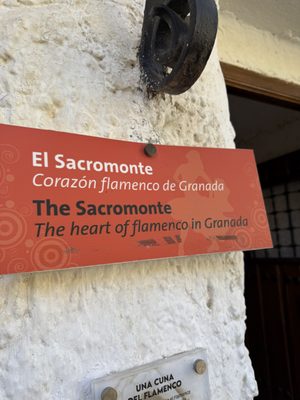 El Sacromonte
Corazón flamenco de Granada
The Sacromonte
The heart of flamenco in Granada
UNA CUNA
DEL FLAMENCO